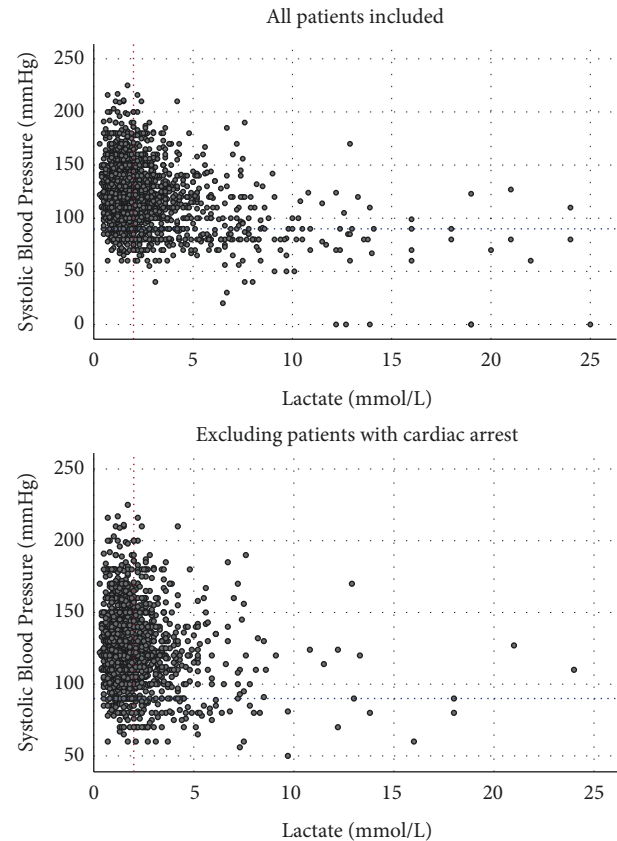 All patients included
Systolic Blood Pressure (mmHg)
250
200
150
100
50
0
0 5 10 15 20 25
Lactate (mmol/L)
Excluding patients with cardiac arrest
Systolic Blood Pressure (mmHg)
250
200
150
100
50
0 5 10 15 20 25
Lactate (mmol/L)